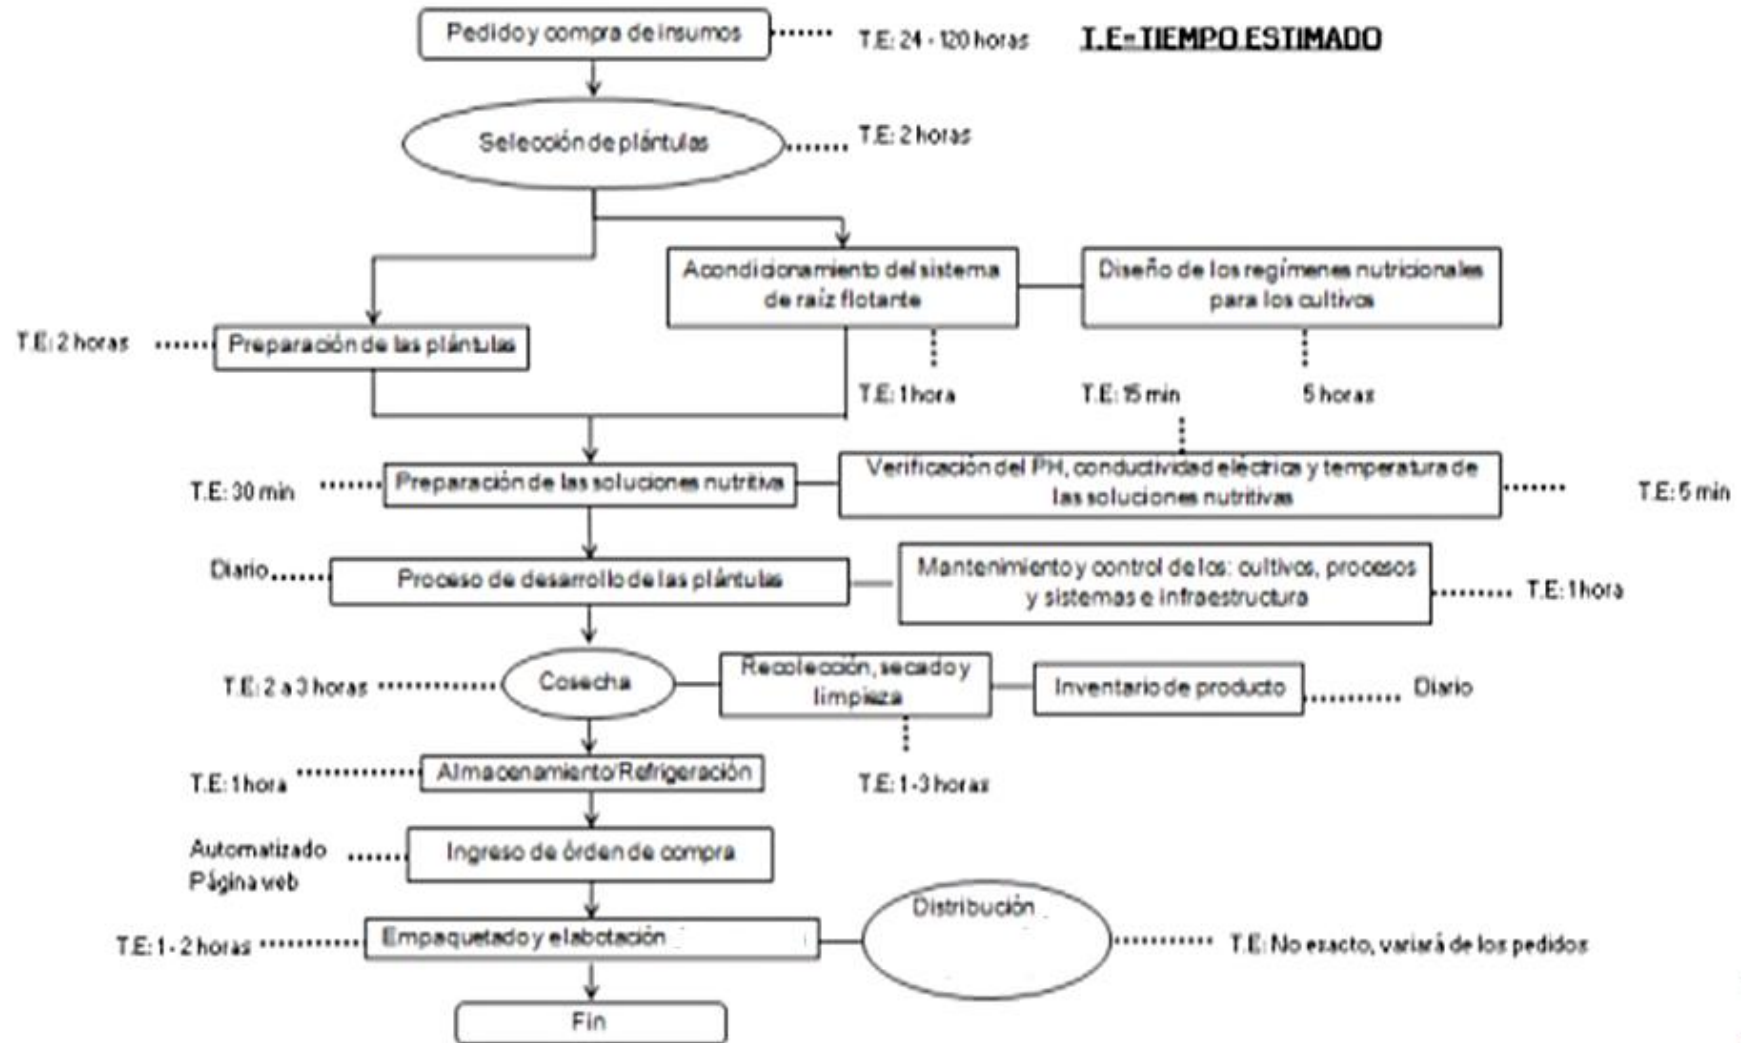 Pedido y compra de insumos
T.E: 24 - 120 horas
T.E= TIEMPO ESTIMADO
Selección de plántulas
T.E: 2 horas
Acondicionamiento del sistema
de raíz flotante
Diseño de los regímenes nutricionales
para los cultivos
T.E: 2 horas
Preparación de las plántulas
T.E: 1 hora
T.E: 15 min
5 horas
T.E: 30 min
Preparación de las soluciones nutritiva
Verificación del PH, conductividad eléctrica y temperatura de
las soluciones nutritivas
T.E: 5 min
Diario
Proceso de desarrollo de las plántulas
Mantenimiento y control de los: cultivos, procesos
y sistemas e infraestructura
T.E: 1 hora
T.E: 2 a 3 horas
Cosecha
Recolección, secado y
limpieza
Inventario de producto
Diario
T.E: 1 hora
Almacenamiento/Refrigeración
T.E: 1 -3 horas
Automatizado
Página web
Ingreso de órden de compra
Distribución
T.E: 1 - 2 horas
Empaquetado y elabotación
T.E: No exacto, variará de los pedidos
Fin